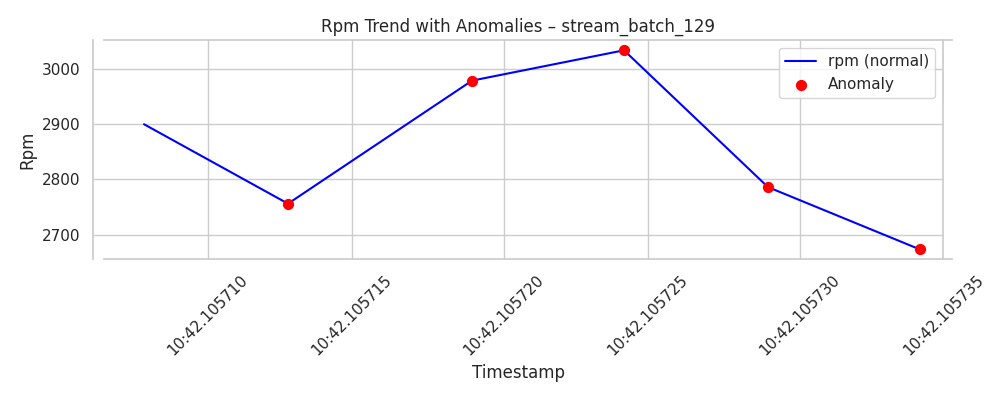 Rpm Trend with Anomalies – stream_batch_129
rpm (normal)
Anomaly
Rpm
3000
2900
2800
2700
10:42.105710
10:42.105715
10:42.105720
10:42.105725
10:42.105730
10:42.105735
Timestamp